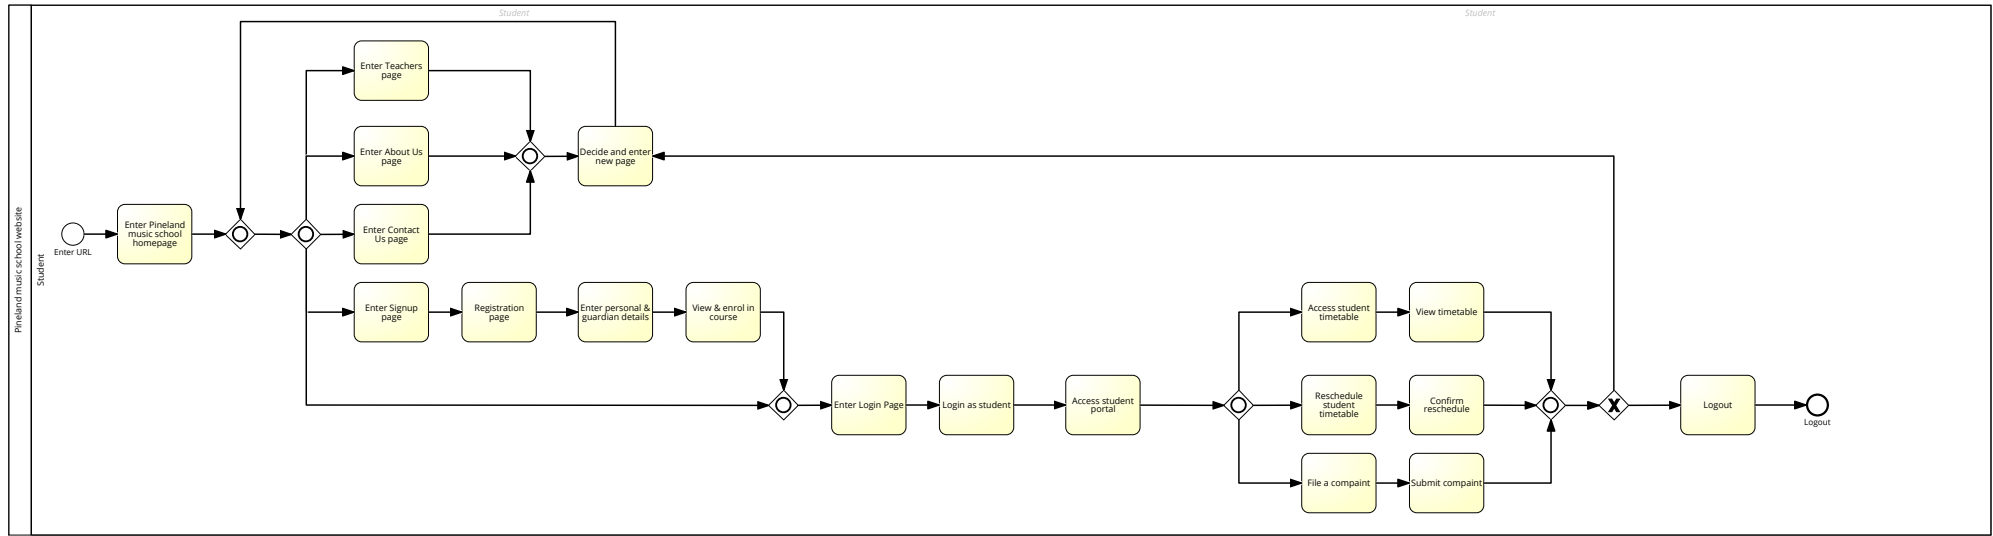 Student
Student
Pineland music school website
Student
Enter URL
Enter Pineland
music school
homepage
Enter Teachers
page
Enter About Us
page
Enter Contact
Us page
Decide and enter
new page
Enter Signup
page
Registration
page
Enter personal &
guardian details
View & enrol in
course
Enter Login Page
Login as student
Access student
portal
Access student
timetable
View timetable
Reschedule
student
timetable
Confirm
reschedule
File a compaint
Submit compaint
X
Logout
Logout